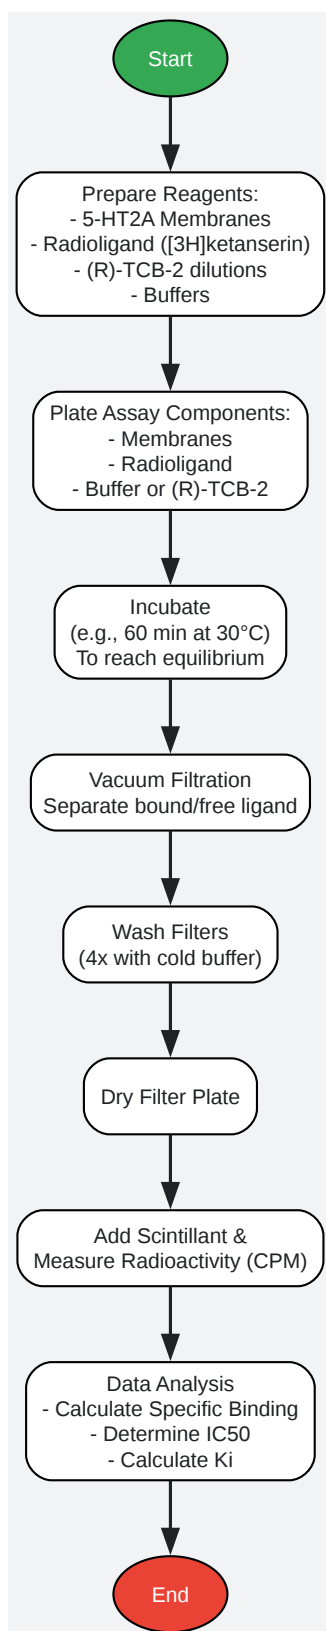 Start
Prepare Reagents:
- 5-HT2A Membranes
- Radioligand ([3H]ketanserin)
- (R)-TCB-2 dilutions
- Buffers
Plate Assay Components:
- Membranes
- Radioligand
- Buffer or (R)-TCB-2
Incubate
(e.g., 60 min at 30°C)
To reach equilibrium
Vacuum Filtration
Separate bound/free ligand
Wash Filters
(4x with cold buffer)
Dry Filter Plate
Add Scintillant &
Measure Radioactivity (CPM)
Data Analysis
- Calculate Specific Binding
- Determine IC50
- Calculate Ki
End